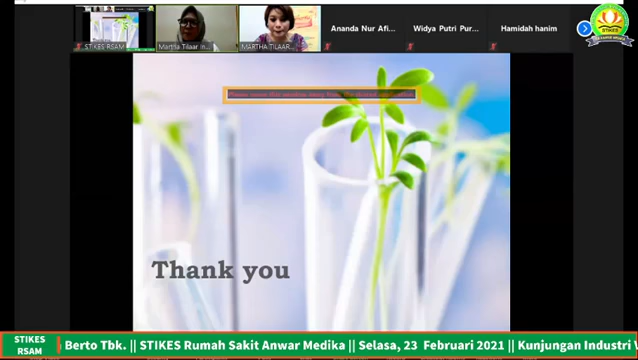 STIKES RSAM
Martha Tilaar In...
MARTHA TILAAR...
Ananda Nur Afi...
Widya Putri Pur...
Hamidah hanim
STIKES
Thank you
STIKES
RSAM
Berto Tbk. || STIKES Rumah Sakit Anwar Medika || Selasa, 23 Februari 2021 || Kunjungan Industri V